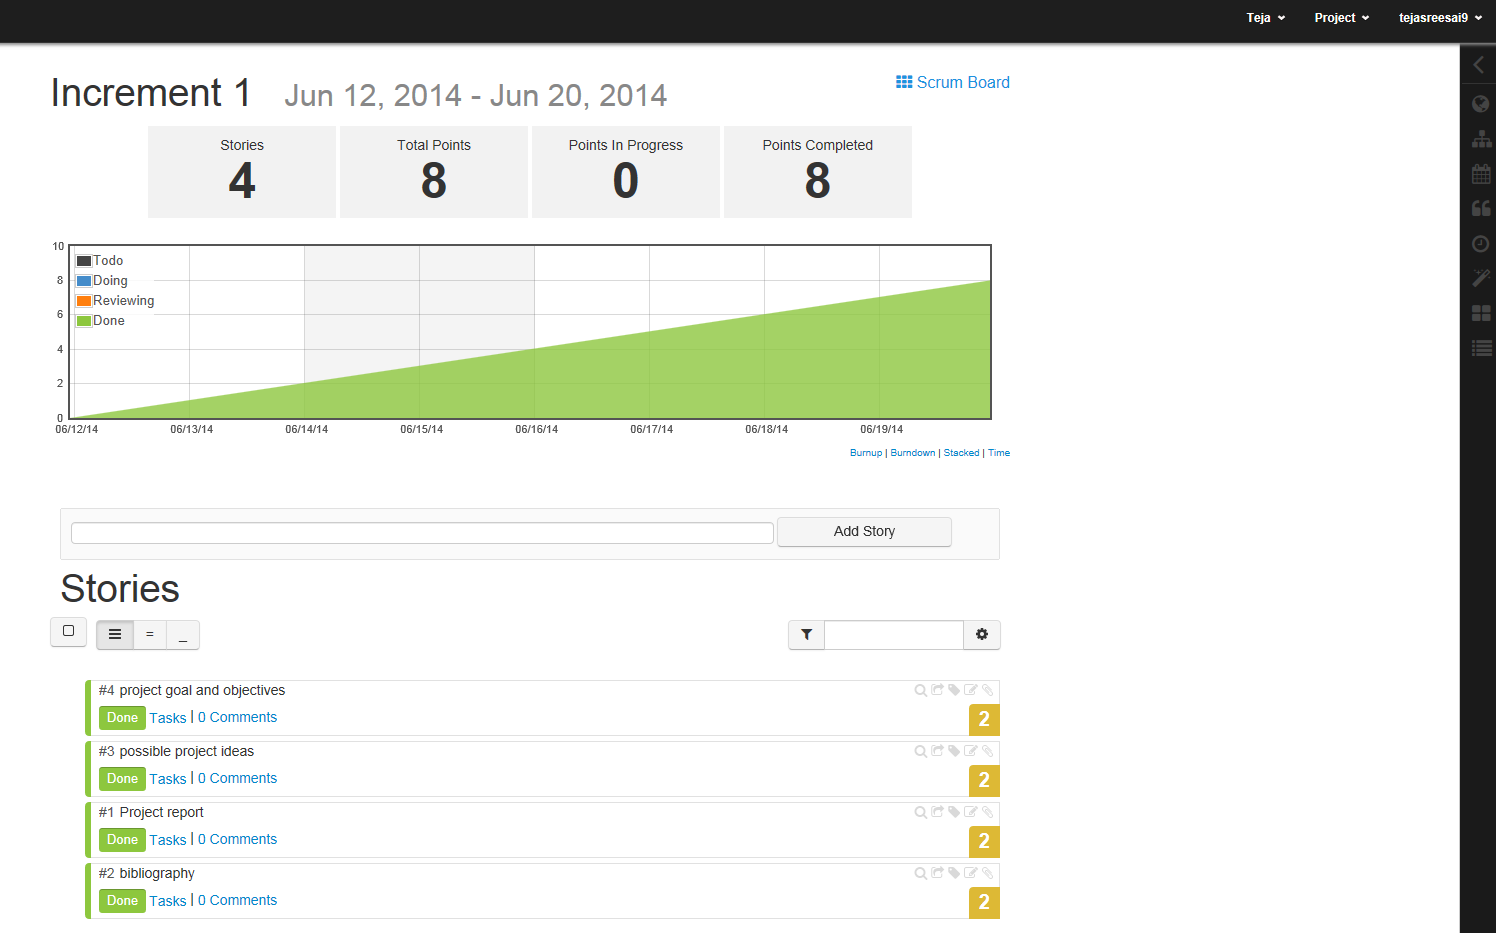 Teja Project tejasreesai9
Increment 1 Jun 12, 2014 - Jun 20, 2014
Scrum Board
Stories Total Points Points In Progress Points Completed
4 8 0 8
10
8
6
4
2
0
Todo
Doing
Reviewing
Done
06/12/14 06/13/14 06/14/14 06/15/14 06/16/14 06/17/14 06/18/14 06/19/14
Burnup | Burndown | Stacked | Time
Add Story
Stories
= _
#4 project goal and objectives
Done Tasks | 0 Comments 2
#3 possible project ideas
Done Tasks | 0 Comments 2
#1 Project report
Done Tasks | 0 Comments 2
#2 bibliography
Done Tasks | 0 Comments 2